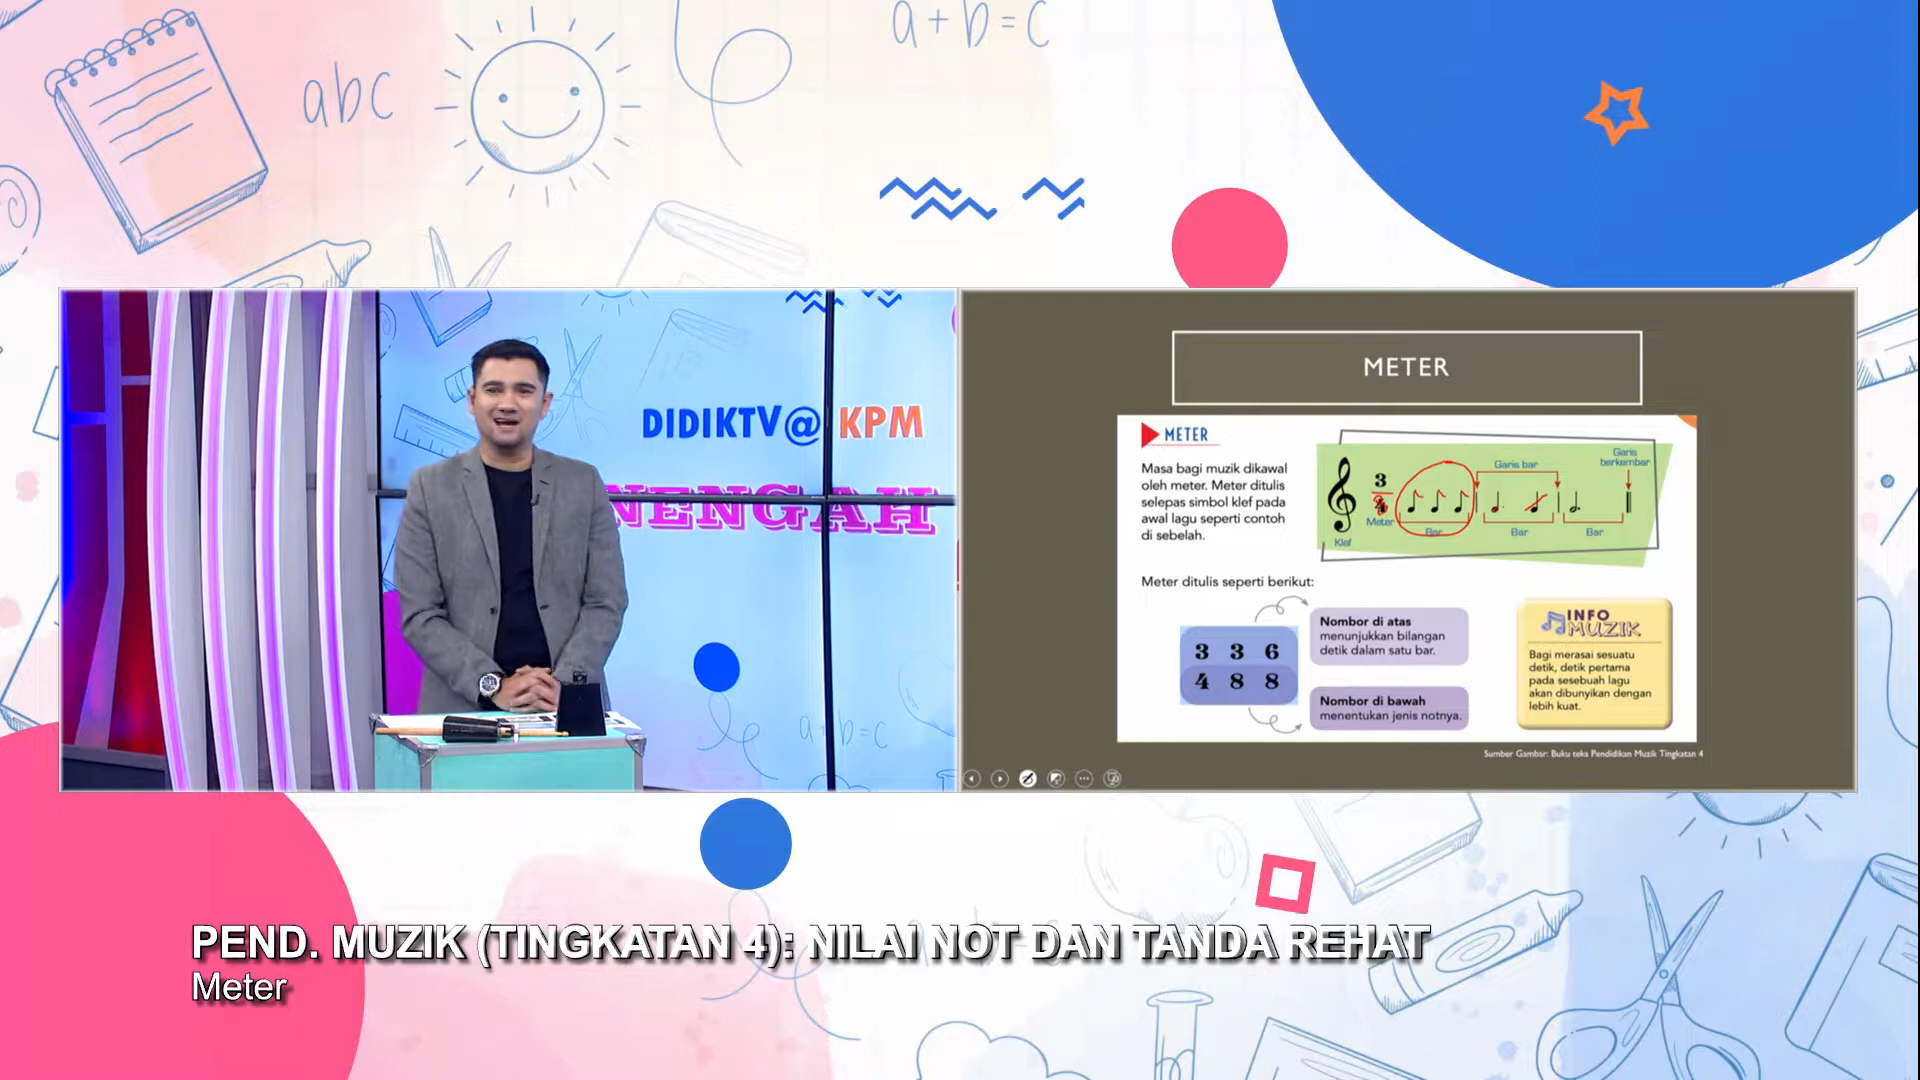 a + b = c
abc
DIDIKTV@ KPM
NENGAH
a+b=c
METER
METER
Masa bagi muzik dikawal
oleh meter. Meter ditulis
selepas simbol klef pada
awal lagu seperti contoh
di sebelah.
Garis bar
Garis
berkembar
3
Meter
Klef
Bar
Bar
Bar
Meter ditulis seperti berikut:
3 3 6
4 8 8
Nombor di atas
menunjukkan bilangan
detik dalam satu bar.
Nombor di bawah
menentukan jenis notnya.
INFO
MUZIK
Bagi merasai sesuatu
detik, detik pertama
pada sesebuah lagu
akan dibunyikan dengan
lebih kuat.
Sumber Gambar: Buku teks Pendidikan Muzik Tingkatan 4
PEND. MUZIK (TINGKATAN 4): NILAI NOT DAN TANDA REHAT
Meter